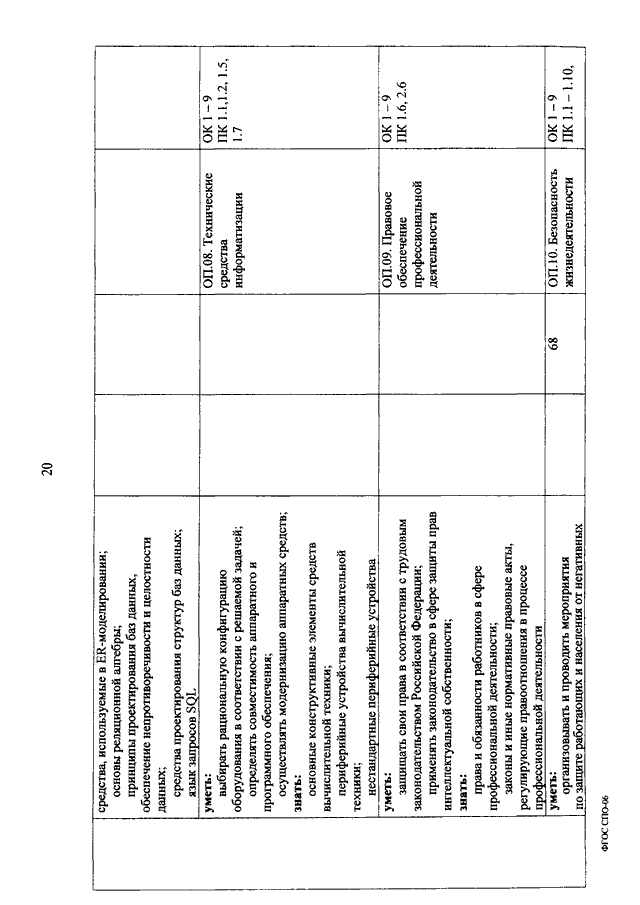 20
средства, используемые в ER-моделировании;
основы реляционной алгебры;
принципы проектирования баз данных,
обеспечение непротиворечивости и целостности
данных;
средства проектирования структур баз данных;
язык запросов SQL
уметь:
выбирать рациональную конфигурацию
оборудования в соответствии с решаемой задачей;
определять совместимость аппаратного и
программного обеспечения;
осуществлять модернизацию аппаратных средств;
знать:
основные конструктивные элементы средств
вычислительной техники;
периферийные устройства вычислительной
техники;
нестандартные периферийные устройства
ОП.08. Технические
средства
информатизации
ОК 1 – 9
ПК 1.1,1.2, 1.5,
1.7
уметь:
защищать свои права в соответствии с трудовым
законодательством Российской Федерации;
применять законодательство в сфере защиты прав
интеллектуальной собственности;
знать:
права и обязанности работников в сфере
профессиональной деятельности;
законы и иные нормативные правовые акты,
регулирующие правоотношения в процессе
профессиональной деятельности
ОП.09. Правовое
обеспечение
профессиональной
деятельности
ОК 1 – 9
ПК 1.6, 2.6
уметь:
организовывать и проводить мероприятия
по защите работающих и населения от негативных
68
ОП.10. Безопасность
жизнедеятельности
ОК 1 – 9
ПК 1.1 – 1.10,
ФГОС СПО-06